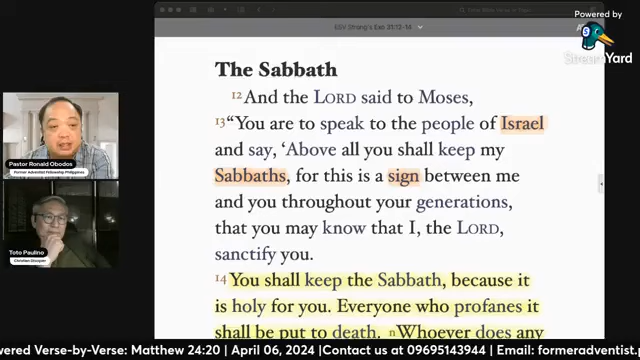 Powered by
StreamYard
ESV Strong's Exo 31:12–14
The Sabbath
12 And the LORD said to Moses,
13 “You are to speak to the people of Israel
and say, ‘Above all you shall keep my
Sabbaths, for this is a sign between me
and you throughout your generations,
that you may know that I, the LORD,
sanctify you.
14 You shall keep the Sabbath, because it
is holy for you. Everyone who profanes it
shall be put to death. n Whoever does any
Pastor Ronald Obodos
Former Adventist Fellowship Philippines
Toto Paulino
Christian Disciple
wered Verse-by-Verse: Matthew 24:20 | April 06, 2024 |Contact us at 09695143944 | Email: formeradventist